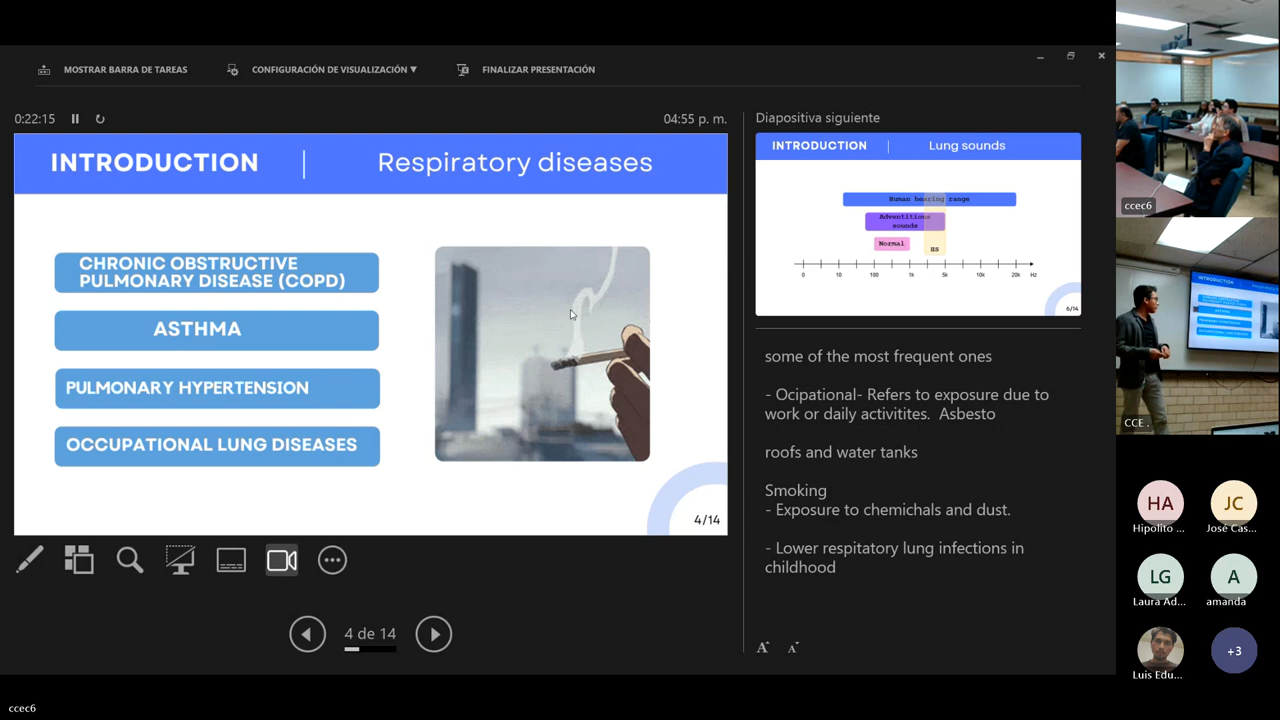 MOSTRAR BARRA DE TAREAS
CONFIGURACIÓN DE VISUALIZACIÓN ▼
FINALIZAR PRESENTACIÓN
0:22:15
04:55 p. m.
INTRODUCTION
Respiratory diseases
CHRONIC OBSTRUCTIVE
PULMONARY DISEASE (COPD)
ASTHMA
PULMONARY HYPERTENSION
OCCUPATIONAL LUNG DISEASES
4/14
4 de 14
Diapositiva siguiente
INTRODUCTION
Lung sounds
Human hearing range
Adventitious
sounds
Normal
HS
0 10 100 1k 5k 10k 20k Hz
6/14
some of the most frequent ones
- Ocipational- Refers to exposure due to
work or daily activitites. Asbesto
roofs and water tanks
Smoking
- Exposure to chemichals and dust.
- Lower respitatory lung infections in
childhood
A A
ccec6
INTRODUCTION
CCE .
HA
Hipolito ...
JC
José Cas...
LG
Laura Ad...
A
amanda
Luis Edu...
+3
ccec6